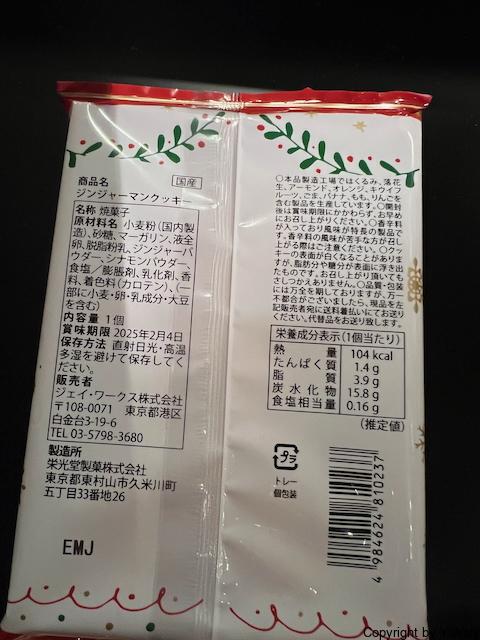 商品名
国産
ジンジャーマンクッキー
名称 焼菓子
原材料名 小麦粉(国内製
造)、砂糖、マーガリン、液全
卵、脱脂粉乳、ジンジャーパ
ウダー、シナモンパウダー、
食塩／膨脹剤、乳化剤、香
料、着色料(カロテン)、(一
部に小麦・卵・乳成分・大豆
を含む)
内容量 1個
賞味期限 2025年2月4日
保存方法 直射日光・高温
多湿を避けて保存してく
ださい。
販売者
ジェイ・ワークス株式会社
〒108-0071 東京都港区
白金台3-19-6
TEL 03-5798-3680
製造所
栄光堂製菓株式会社
東京都東村山市久米川町
五丁目33番地26
EMJ
○本品製造工場ではくるみ、落花
生、アーモンド、オレンジ、キウイフ
ルーツ、ごま、バナナ、もも、りんごを
含む製品を生産しています。○開封
後は賞味期限にかかわらず、お早め
にお召し上がりください。○香辛料
が入っており風味が特長の製品で
す。香辛料の風味が苦手な方が召し
上がる際はご注意ください。○クッ
キーの表面が白くなることがありま
すが、脂肪分や糖分が表面に浮き出
たものです。お召し上がり頂いても
さしつかえありません。○品質・包装
には万全を期しておりますが、万一
不都合がございましたら、現品を左
記販売者宛に送料着払いにてお送り
ください。代替品をお送り致します。
栄養成分表示(1個当たり)
熱量 104 kcal
たんぱく質 1.4 g
脂質 3.9 g
炭水化物 15.8 g
食塩相当量 0.16 g
(推定値)
プラ
トレー
個包装
4 984624 810237
Copyright by